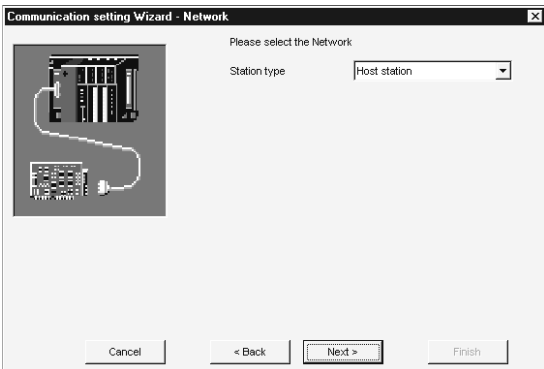 Communication setting Wizard - Network
Please select the Network
Station type
Host station
Cancel
< Back
Next >
Finish